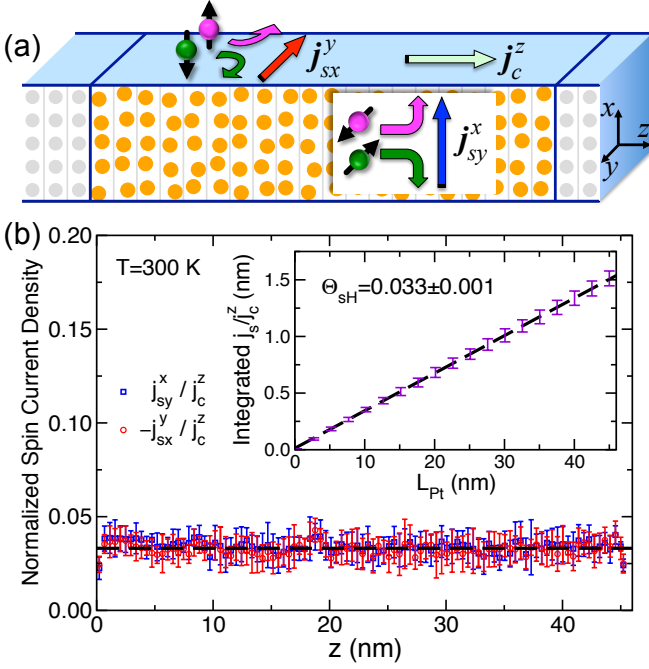 (a)
j_sx^y
j_c^z
j_sy^x
x
z
y
(b)
0.20
0.15
0.10
0.05
0.00
Normalized Spin Current Density
T=300 K
j_sy^x / j_c^z
−j_sx^y / j_c^z
Θ_sH=0.033±0.001
Integrated j_s/j_c^z (nm)
1.5
1.0
0.5
0
0 10 20 30 40
L_Pt (nm)
0 10 20 30 40
z (nm)